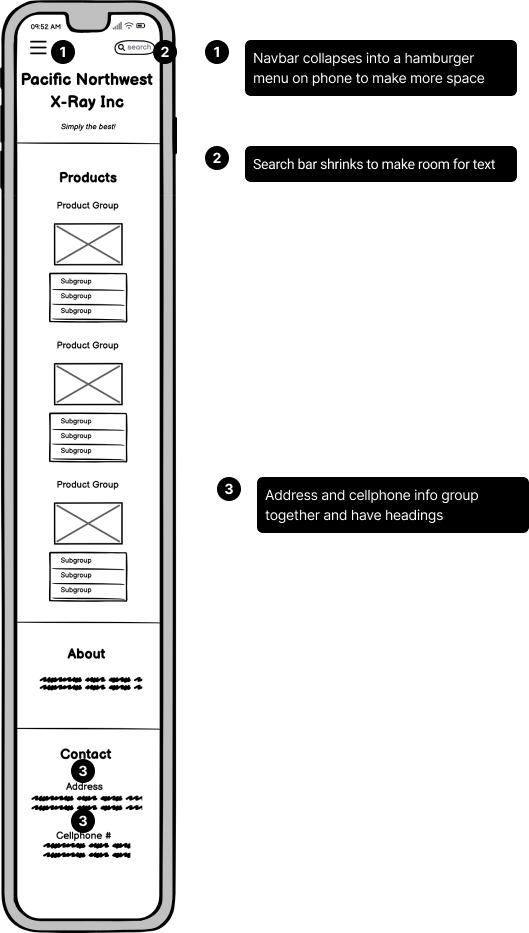 09:52 AM
1
search
2
Pacific Northwest
X-Ray Inc
Simply the best!
Products
Product Group
Subgroup
Subgroup
Subgroup
Product Group
Subgroup
Subgroup
Subgroup
Product Group
Subgroup
Subgroup
Subgroup
About
Contact
3
Address
3
Cellphone #
1
Navbar collapses into a hamburger
menu on phone to make more space
2
Search bar shrinks to make room for text
3
Address and cellphone info group
together and have headings